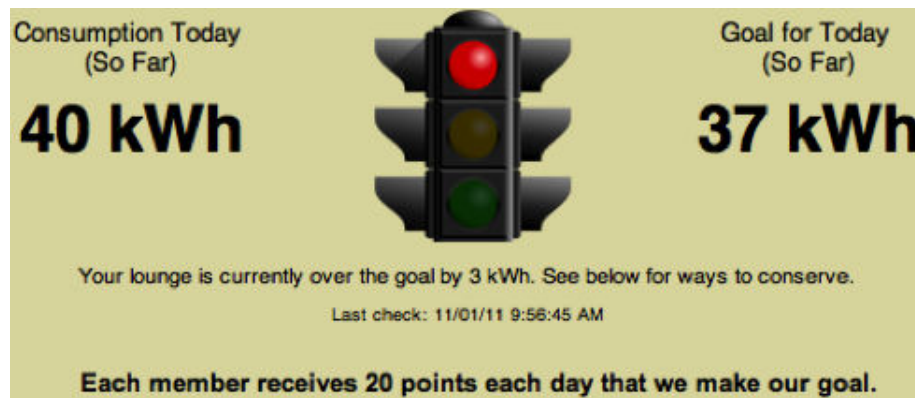 Consumption Today
(So Far)
40 kWh
Goal for Today
(So Far)
37 kWh
Your lounge is currently over the goal by 3 kWh. See below for ways to conserve.
Last check: 11/01/11 9:56:45 AM
Each member receives 20 points each day that we make our goal.